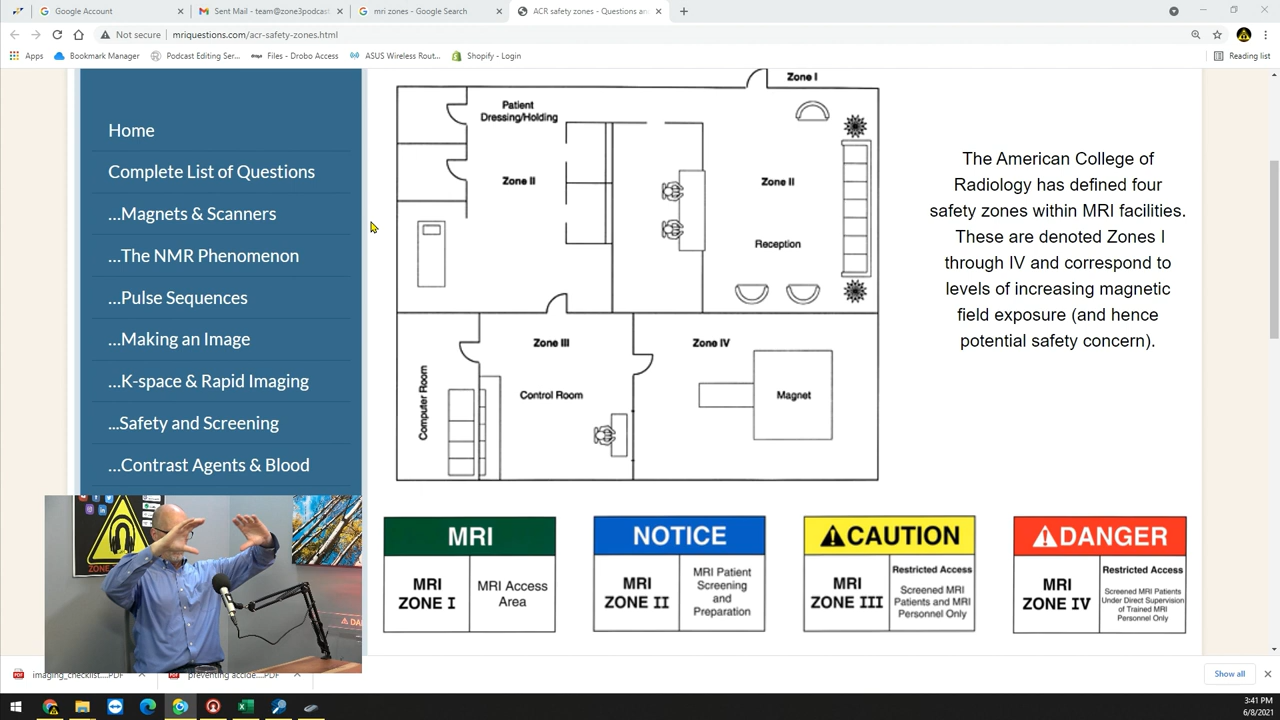 Google Account
Sent Mail - team@zone3podcast
mri zones - Google Search
ACR safety zones - Questions an
Not secure
mriquestions.com/acr-safety-zones.html
Apps
Bookmark Manager
Podcast Editing Ser...
Files - Drobo Access
ASUS Wireless Rout...
Shopify - Login
Reading list
Home
Complete List of Questions
...Magnets & Scanners
...The NMR Phenomenon
...Pulse Sequences
...Making an Image
...K-space & Rapid Imaging
...Safety and Screening
...Contrast Agents & Blood
Zone I
Patient
Dressing/Holding
Zone II
Zone II
Reception
Zone III
Zone IV
Computer Room
Control Room
Magnet
The American College of
Radiology has defined four
safety zones within MRI facilities.
These are denoted Zones I
through IV and correspond to
levels of increasing magnetic
field exposure (and hence
potential safety concern).
MRI
MRI
ZONE I
MRI Access
Area
NOTICE
MRI
ZONE II
MRI Patient
Screening
and
Preparation
CAUTION
MRI
ZONE III
Restricted Access
Screened MRI
Patients and MRI
Personnel Only
DANGER
MRI
ZONE IV
Restricted Access
Screened MRI Patients
Under Direct Supervision
of Trained MRI
Personnel Only
ZONE
imaging_checklist....PDF
preventing accide....PDF
Show all
3:41 PM
6/8/2021